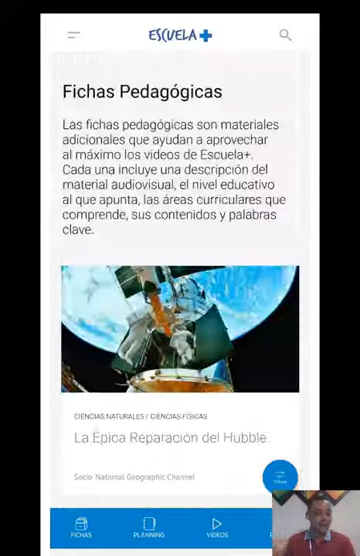 ESCUELA+
Fichas Pedagógicas
Las fichas pedagógicas son materiales
adicionales que ayudan a aprovechar
al máximo los videos de Escuela+.
Cada una incluye una descripción del
material audiovisual, el nivel educativo
al que apunta, las áreas curriculares que
comprende, sus contenidos y palabras
clave.
CIENCIAS NATURALES / CIENCIAS FÍSICAS
La Épica Reparación del Hubble
Socio: National Geographic Channel
FICHAS
PLANNING
VIDEOS